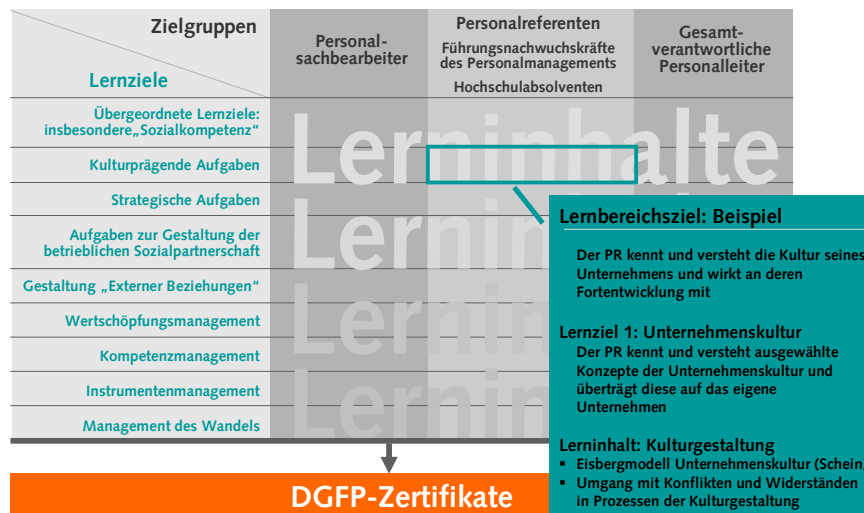 Zielgruppen
Lernziele
Personal-
sachbearbeiter
Personalreferenten
Führungsnachwuchskräfte
des Personalmanagements
Hochschulabsolventen
Gesamt-
verantwortliche
Personalleiter
Übergeordnete Lernziele:
insbesondere„Sozialkompetenz“
Kulturprägende Aufgaben
Strategische Aufgaben
Aufgaben zur Gestaltung der
betrieblichen Sozialpartnerschaft
Gestaltung „Externer Beziehungen“
Wertschöpfungsmanagement
Kompetenzmanagement
Instrumentenmanagement
Management des Wandels
Lerninhalte
Lerninh
Lerninh
Lerninh
Lernbereichsziel: Beispiel
Der PR kennt und versteht die Kultur seines
Unternehmens und wirkt an deren
Fortentwicklung mit
Lernziel 1: Unternehmenskultur
Der PR kennt und versteht ausgewählte
Konzepte der Unternehmenskultur und
überträgt diese auf das eigene
Unternehmen
Lerninhalt: Kulturgestaltung
▪ Eisbergmodell Unternehmenskultur (Schein)
▪ Umgang mit Konflikten und Widerständen
in Prozessen der Kulturgestaltung
DGFP-Zertifikate